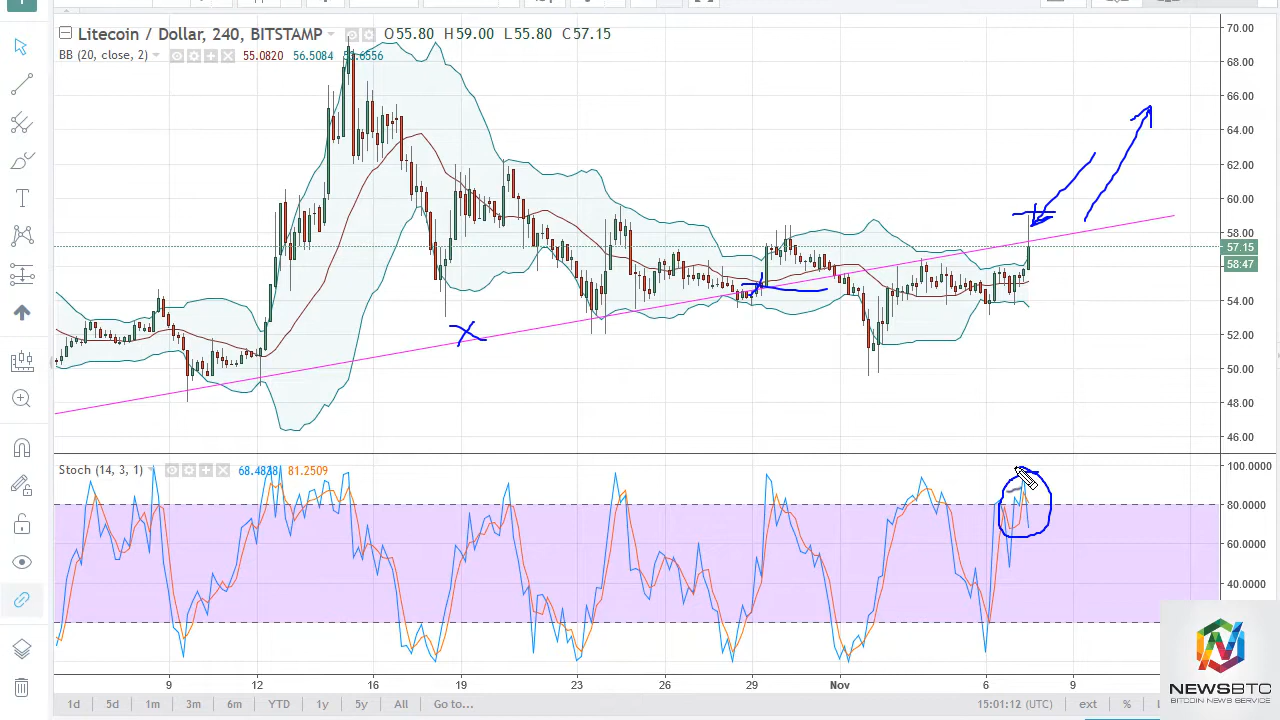 Litecoin / Dollar, 240, BITSTAMP O55.80 H59.00 L55.80 C57.15
BB (20, close, 2) 55.0820 56.5084
70.00
68.00
66.00
64.00
62.00
60.00
58.00
57.15
58:47
54.00
52.00
50.00
48.00
46.00
Stoch (14, 3, 1) 81.2509
100.0000
80.0000
60.0000
40.0000
NEWSBTC
BITCOIN NEWS SERVICE
9 12 16 19 23 26 29 Nov 6 9
1d 5d 1m 3m 6m YTD 1y 5y All Go to... 15:01:12 (UTC) ext %